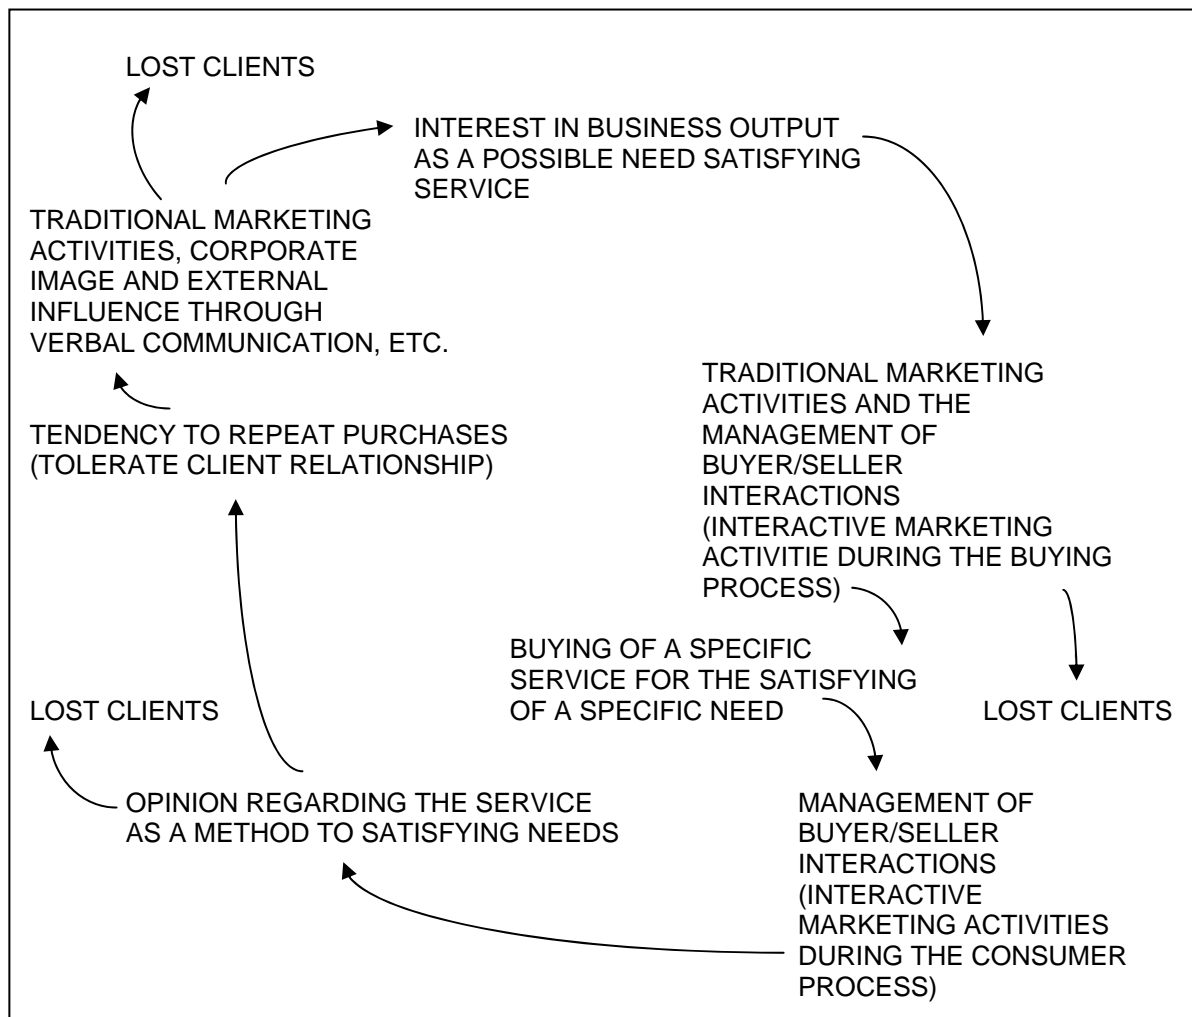 LOST CLIENTS
INTEREST IN BUSINESS OUTPUT
AS A POSSIBLE NEED SATISFYING
SERVICE
TRADITIONAL MARKETING
ACTIVITIES, CORPORATE
IMAGE AND EXTERNAL
INFLUENCE THROUGH
VERBAL COMMUNICATION, ETC.
TRADITIONAL MARKETING
ACTIVITIES AND THE
MANAGEMENT OF
BUYER/SELLER
INTERACTIONS
(INTERACTIVE MARKETING
ACTIVITIE DURING THE BUYING
PROCESS)
TENDENCY TO REPEAT PURCHASES
(TOLERATE CLIENT RELATIONSHIP)
BUYING OF A SPECIFIC
SERVICE FOR THE SATISFYING
OF A SPECIFIC NEED
LOST CLIENTS
LOST CLIENTS
OPINION REGARDING THE SERVICE
AS A METHOD TO SATISFYING NEEDS
MANAGEMENT OF
BUYER/SELLER
INTERACTIONS
(INTERACTIVE
MARKETING ACTIVITIES
DURING THE CONSUMER
PROCESS)